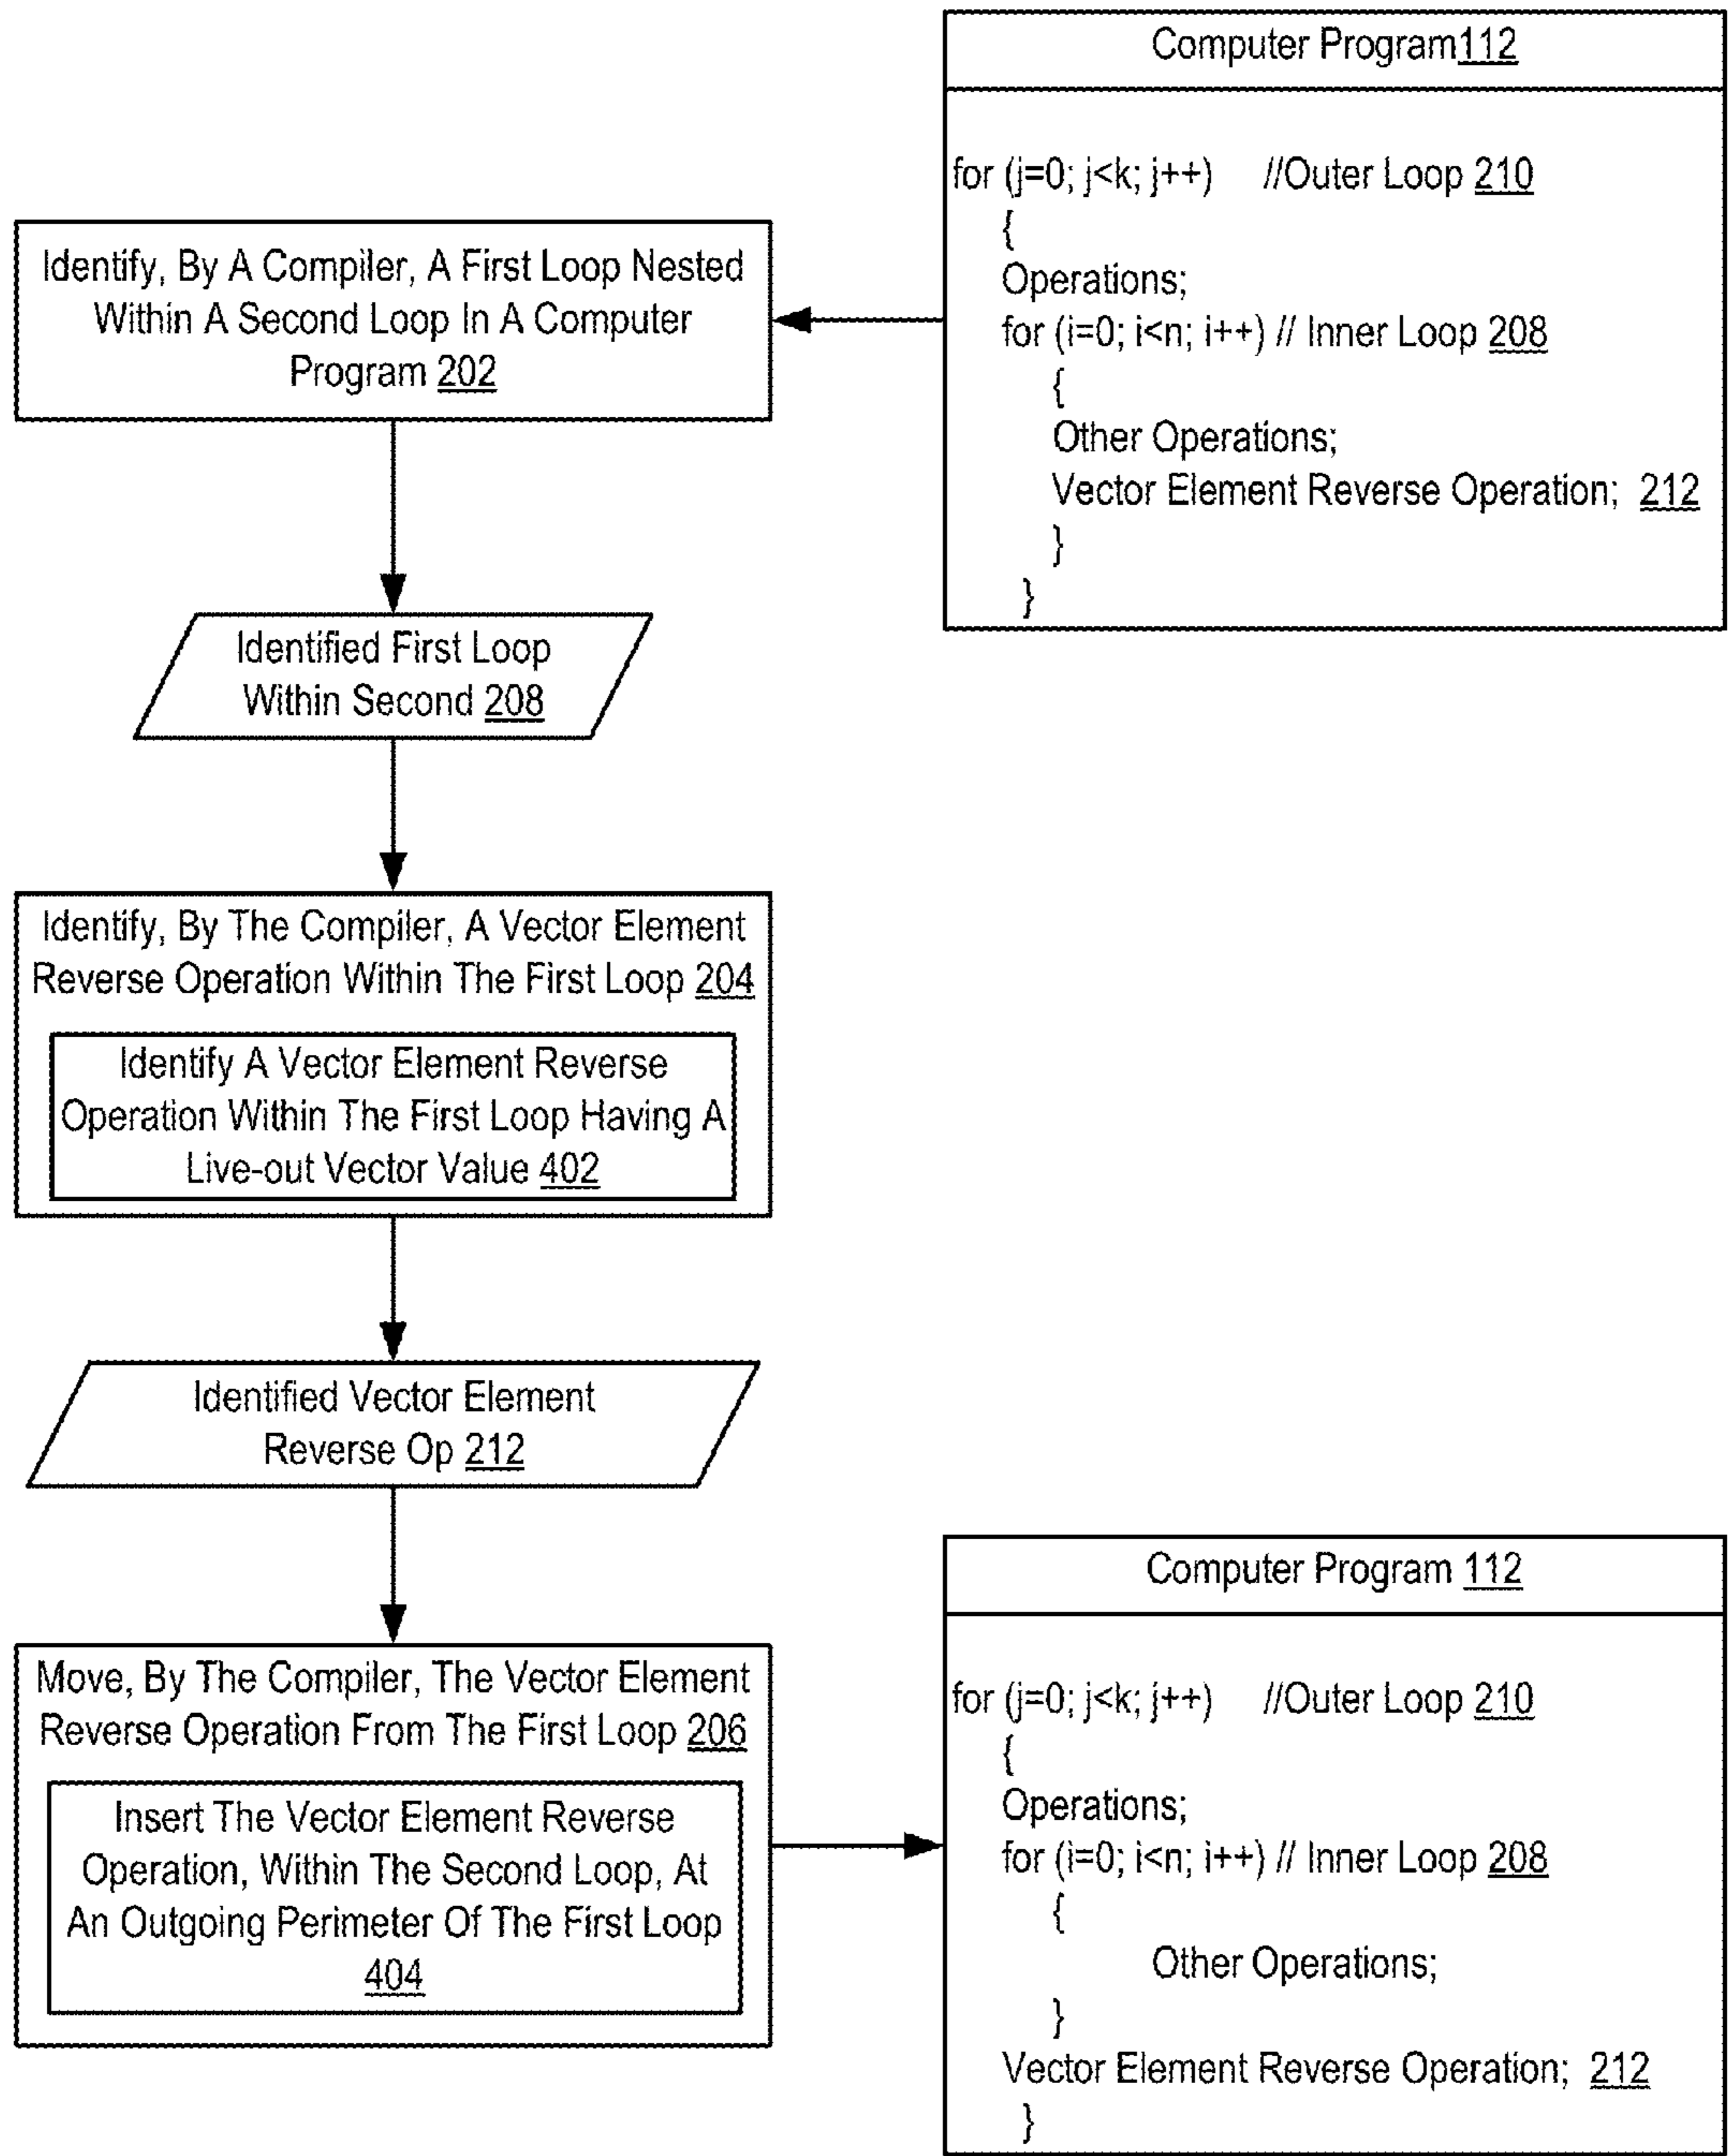 Computer Program112
for (j=0; j<k; j++) //Outer Loop 210
{
Operations;
for (i=0; i<n; i++) // Inner Loop 208
{
Other Operations;
Vector Element Reverse Operation; 212
}
}
Identify, By A Compiler, A First Loop Nested
Within A Second Loop In A Computer
Program 202
Identified First Loop
Within Second 208
Identify, By The Compiler, A Vector Element
Reverse Operation Within The First Loop 204
Identify A Vector Element Reverse
Operation Within The First Loop Having A
Live-out Vector Value 402
Identified Vector Element
Reverse Op 212
Move, By The Compiler, The Vector Element
Reverse Operation From The First Loop 206
Insert The Vector Element Reverse
Operation, Within The Second Loop, At
An Outgoing Perimeter Of The First Loop
404
Computer Program 112
for (j=0; j<k; j++) //Outer Loop 210
{
Operations;
for (i=0; i<n; i++) // Inner Loop 208
{
Other Operations;
}
Vector Element Reverse Operation; 212
}